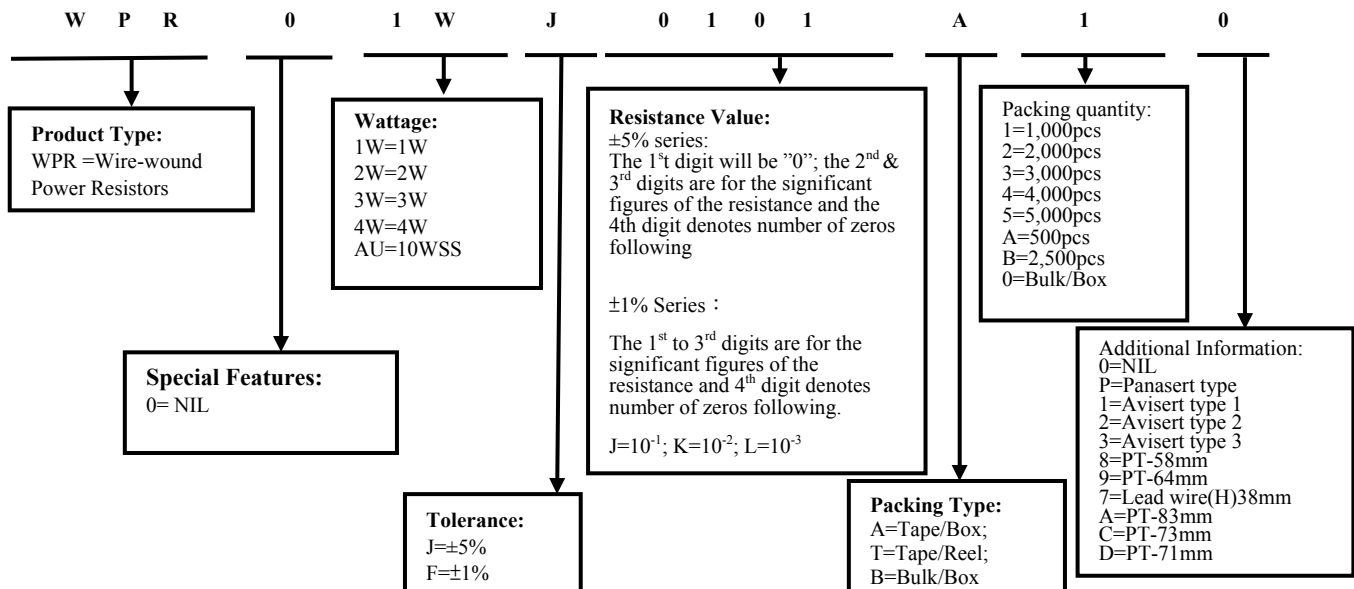 W P R 0 1 W J 0 1 0 1 A 1 0
Product Type:
WPR =Wire-wound
Power Resistors
Wattage:
1W=1W
2W=2W
3W=3W
4W=4W
AU=10WSS
Resistance Value:
±5% series:
The 1ˢt digit will be ”0”; the 2ⁿᵈ &
3ʳᵈ digits are for the significant
figures of the resistance and the
4th digit denotes number of zeros
following
±1% Series：
The 1ˢᵗ to 3ʳᵈ digits are for the
significant figures of the
resistance and 4ᵗʰ digit denotes
number of zeros following.
J=10⁻¹; K=10⁻²; L=10⁻³
Packing quantity:
1=1,000pcs
2=2,000pcs
3=3,000pcs
4=4,000pcs
5=5,000pcs
A=500pcs
B=2,500pcs
0=Bulk/Box
Special Features:
0= NIL
Tolerance:
J=±5%
F=±1%
Packing Type:
A=Tape/Box;
T=Tape/Reel;
B=Bulk/Box
Additional Information:
0=NIL
P=Panasert type
1=Avisert type 1
2=Avisert type 2
3=Avisert type 3
8=PT-58mm
9=PT-64mm
7=Lead wire(H)38mm
A=PT-83mm
C=PT-73mm
D=PT-71mm